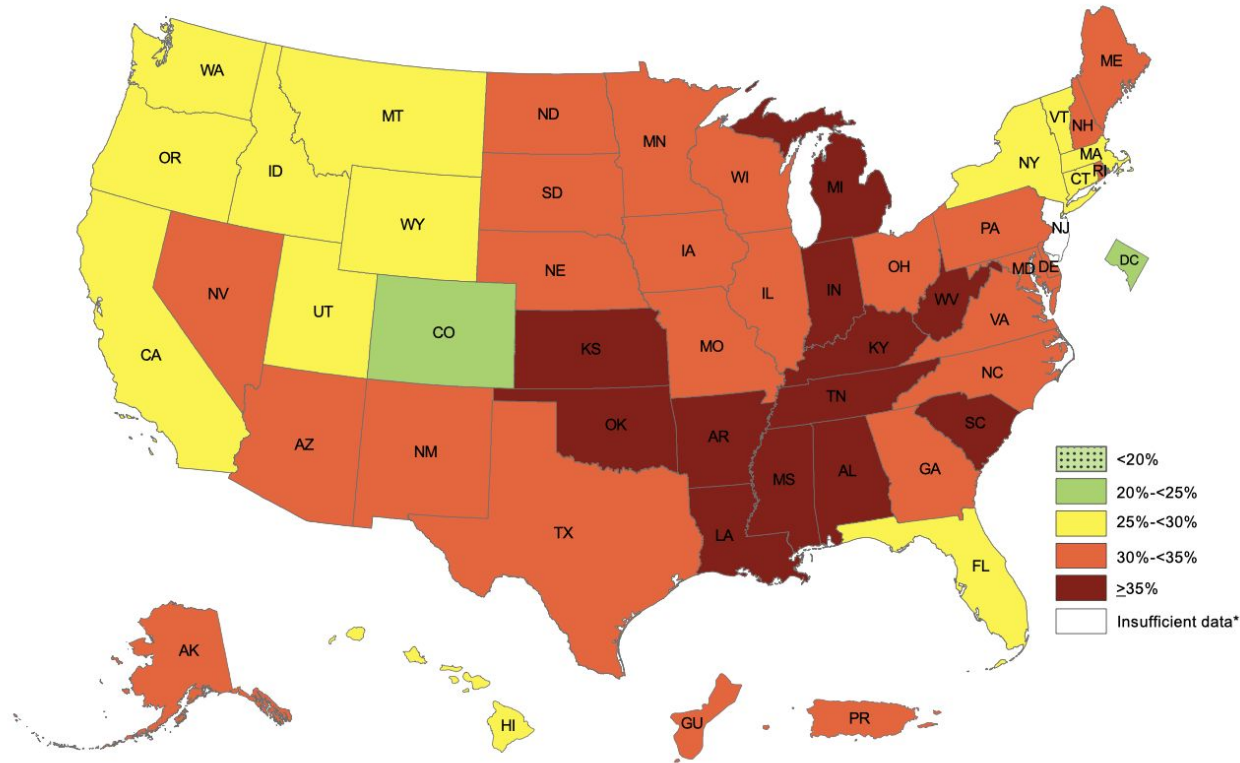 WA
MT
ND
MN
ME
VT
NH
OR
ID
SD
WI
NY
MA
CT
RI
WY
MI
IA
NE
PA
NJ
NV
UT
CO
IL
IN
OH
MD
DE
DC
WV
VA
CA
KS
MO
KY
NC
TN
AZ
NM
OK
AR
SC
MS
AL
GA
TX
LA
FL
AK
HI
GU
PR
<20%
20%-<25%
25%-<30%
30%-<35%
≥35%
Insufficient data*